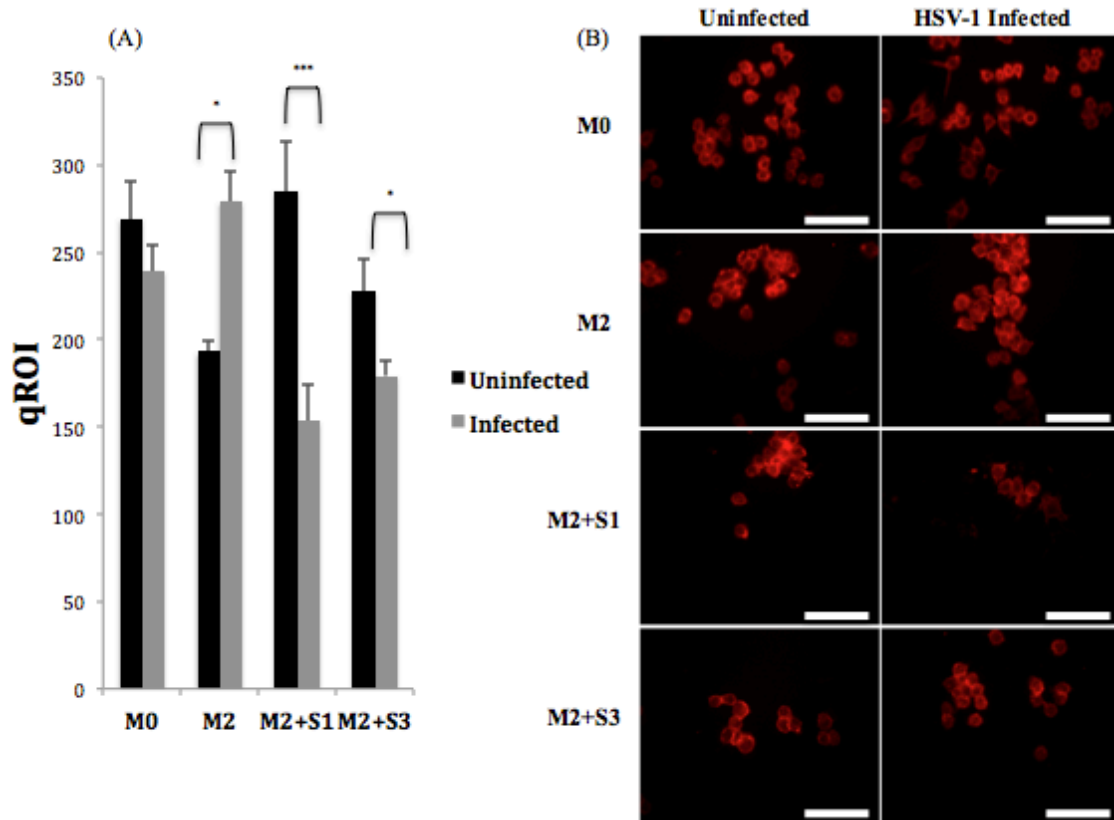 (A)
350
300
250
200
150
100
50
0
qROI
*
***
*
M0 M2 M2+S1 M2+S3
Uninfected
Infected
(B)
Uninfected HSV-1 Infected
M0
M2
M2+S1
M2+S3